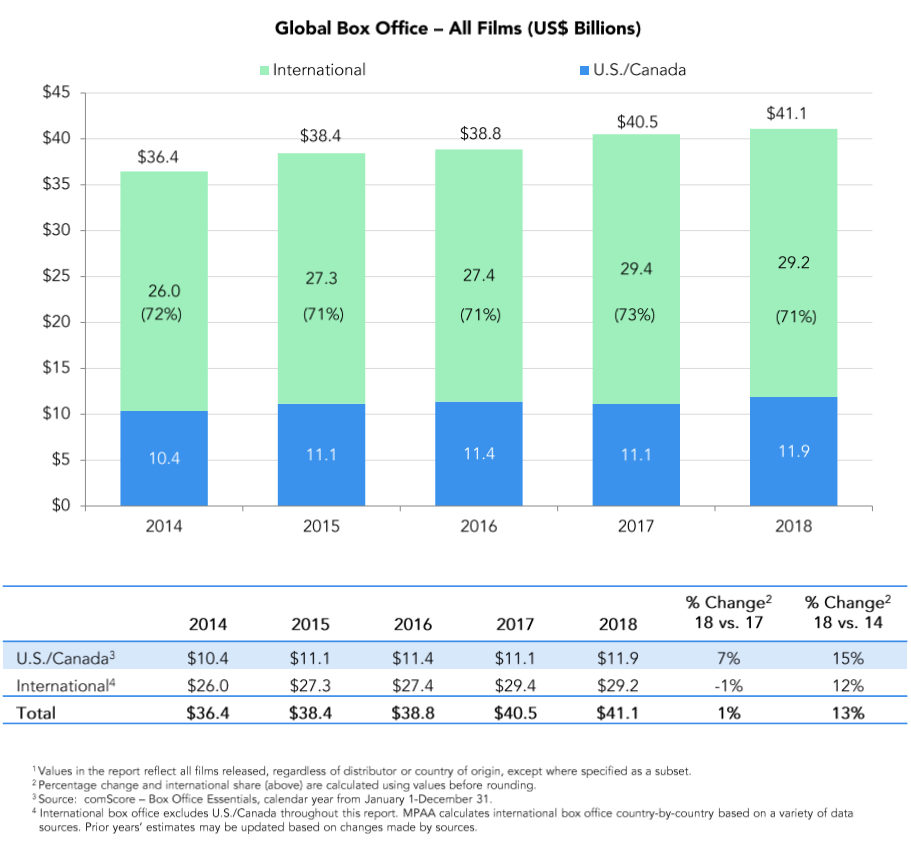 Global Box Office – All Films (US$ Billions)
International U.S./Canada
$45
$40
$35
$30
$25
$20
$15
$10
$5
$0
$36.4 $38.4 $38.8 $40.5 $41.1
26.0 27.3 27.4 29.4 29.2
(72%) (71%) (71%) (73%) (71%)
10.4 11.1 11.4 11.1 11.9
2014 2015 2016 2017 2018
% Change² % Change²
2014 2015 2016 2017 2018 18 vs. 17 18 vs. 14
U.S./Canada³ $10.4 $11.1 $11.4 $11.1 $11.9 7% 15%
International⁴ $26.0 $27.3 $27.4 $29.4 $29.2 -1% 12%
Total $36.4 $38.4 $38.8 $40.5 $41.1 1% 13%
¹ Values in the report reflect all films released, regardless of distributor or country of origin, except where specified as a subset.
² Percentage change and international share (above) are calculated using values before rounding.
³ Source: comScore – Box Office Essentials, calendar year from January 1-December 31.
⁴ International box office excludes U.S./Canada throughout this report. MPAA calculates international box office country-by-country based on a variety of data
sources. Prior years' estimates may be updated based on changes made by sources.